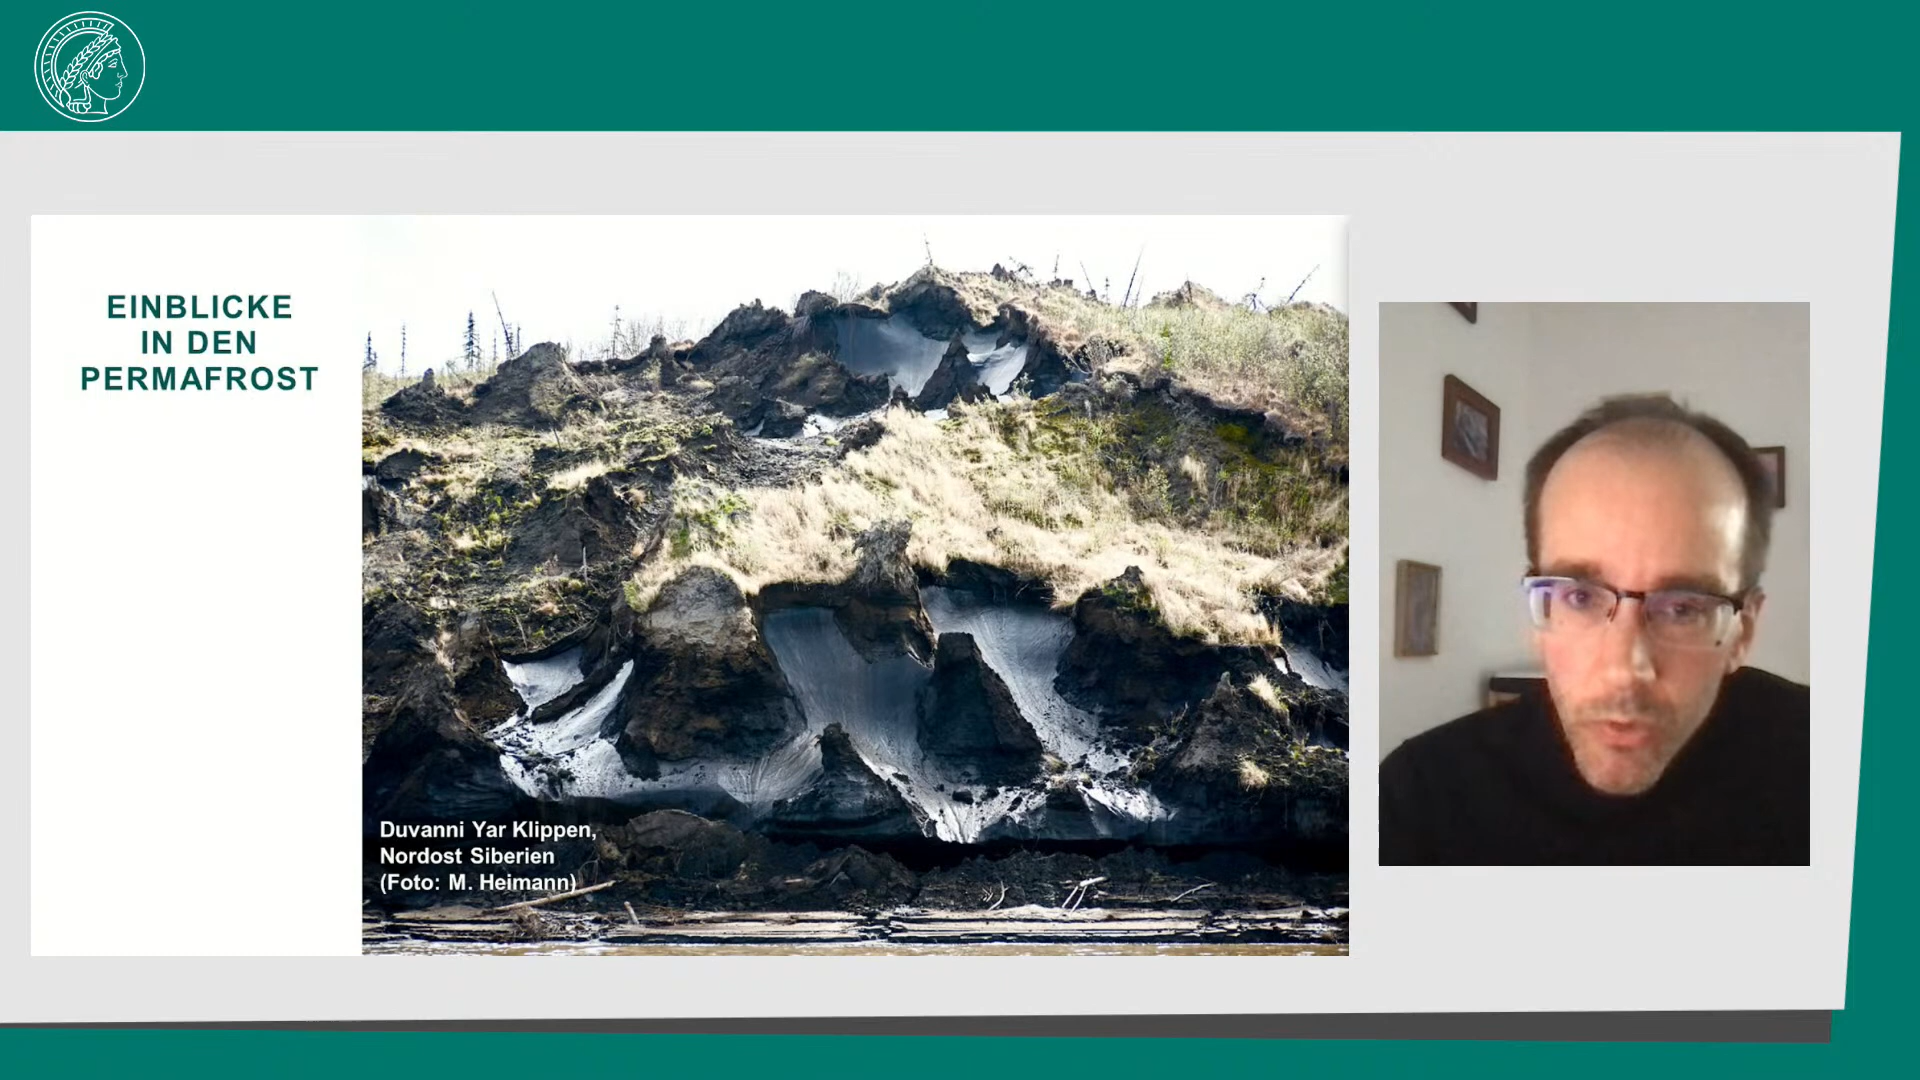 EINBLICKE
IN DEN
PERMAFROST
Duvanni Yar Klippen,
Nordost Siberien
(Foto: M. Heimann)